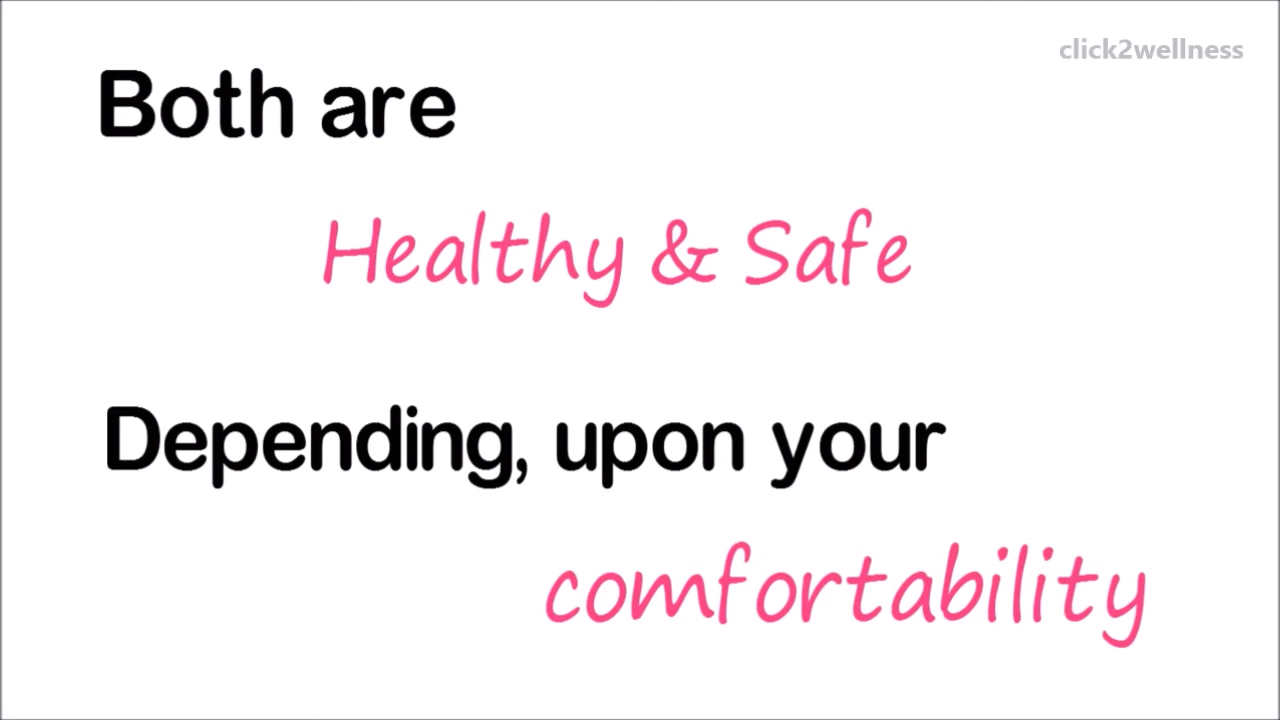 click2wellness
Both are
Healthy & Safe
Depending, upon your
comfortability